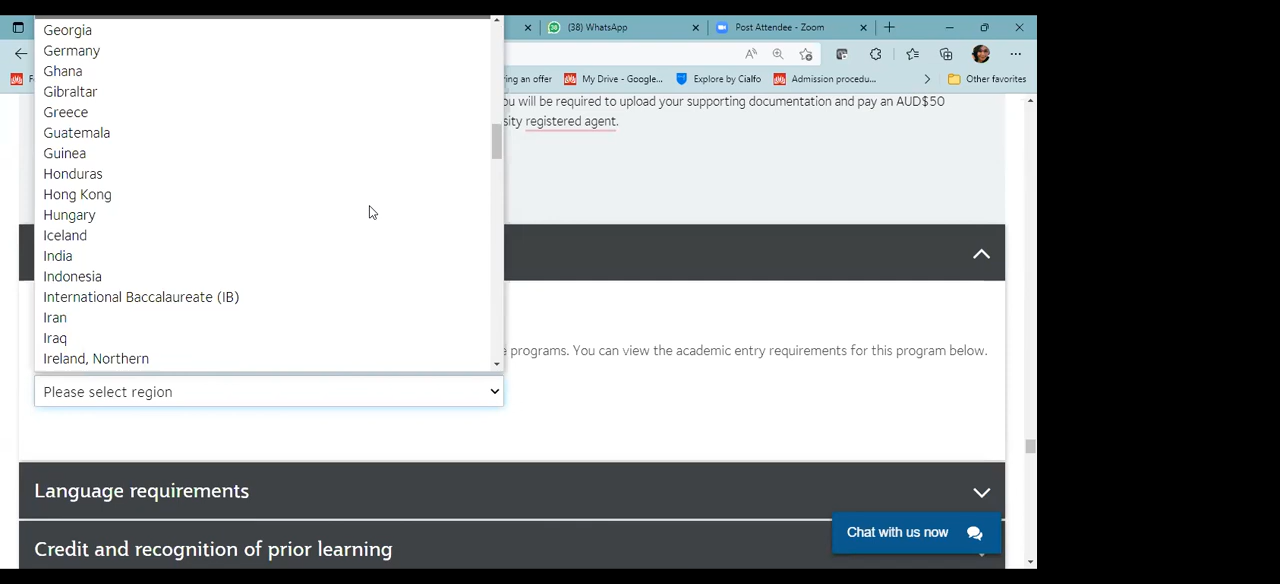 (38) WhatsApp
Post Attendee - Zoom
ing an offer
My Drive - Google...
Explore by Cialfo
Admission procedu...
Other favorites
Georgia
Germany
Ghana
Gibraltar
Greece
Guatemala
Guinea
Honduras
Hong Kong
Hungary
Iceland
India
Indonesia
International Baccalaureate (IB)
Iran
Iraq
Ireland, Northern
ou will be required to upload your supporting documentation and pay an AUD$50
sity registered agent.
programs. You can view the academic entry requirements for this program below.
Please select region
Language requirements
Credit and recognition of prior learning
Chat with us now